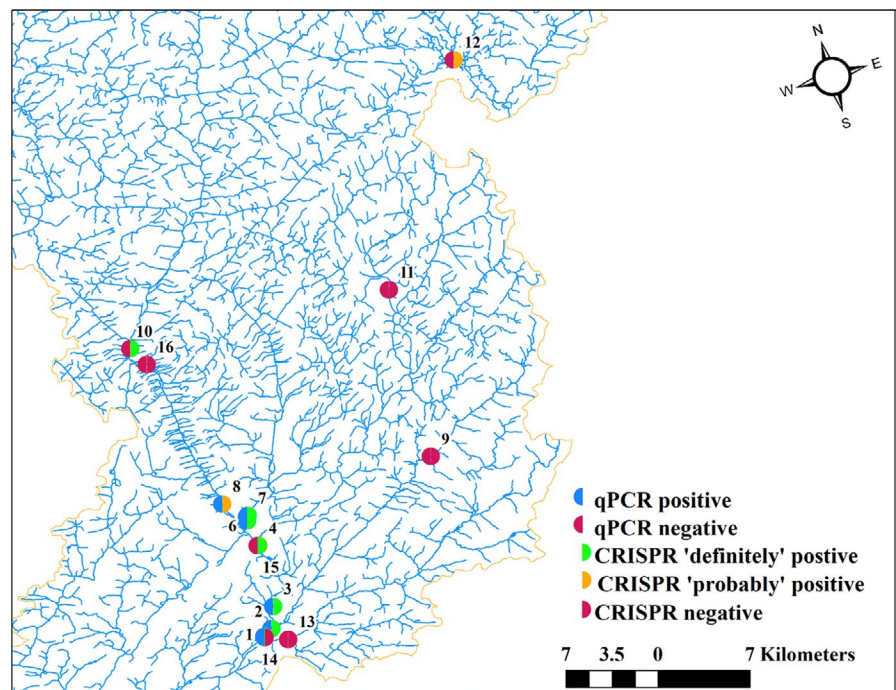 12
N
E
W
S
11
10
16
9
8
7
6
4
15
3
2
13
1
14
qPCR positive
qPCR negative
CRISPR 'definitely' postive
CRISPR 'probably' positive
CRISPR negative
7 3.5 0 7 Kilometers